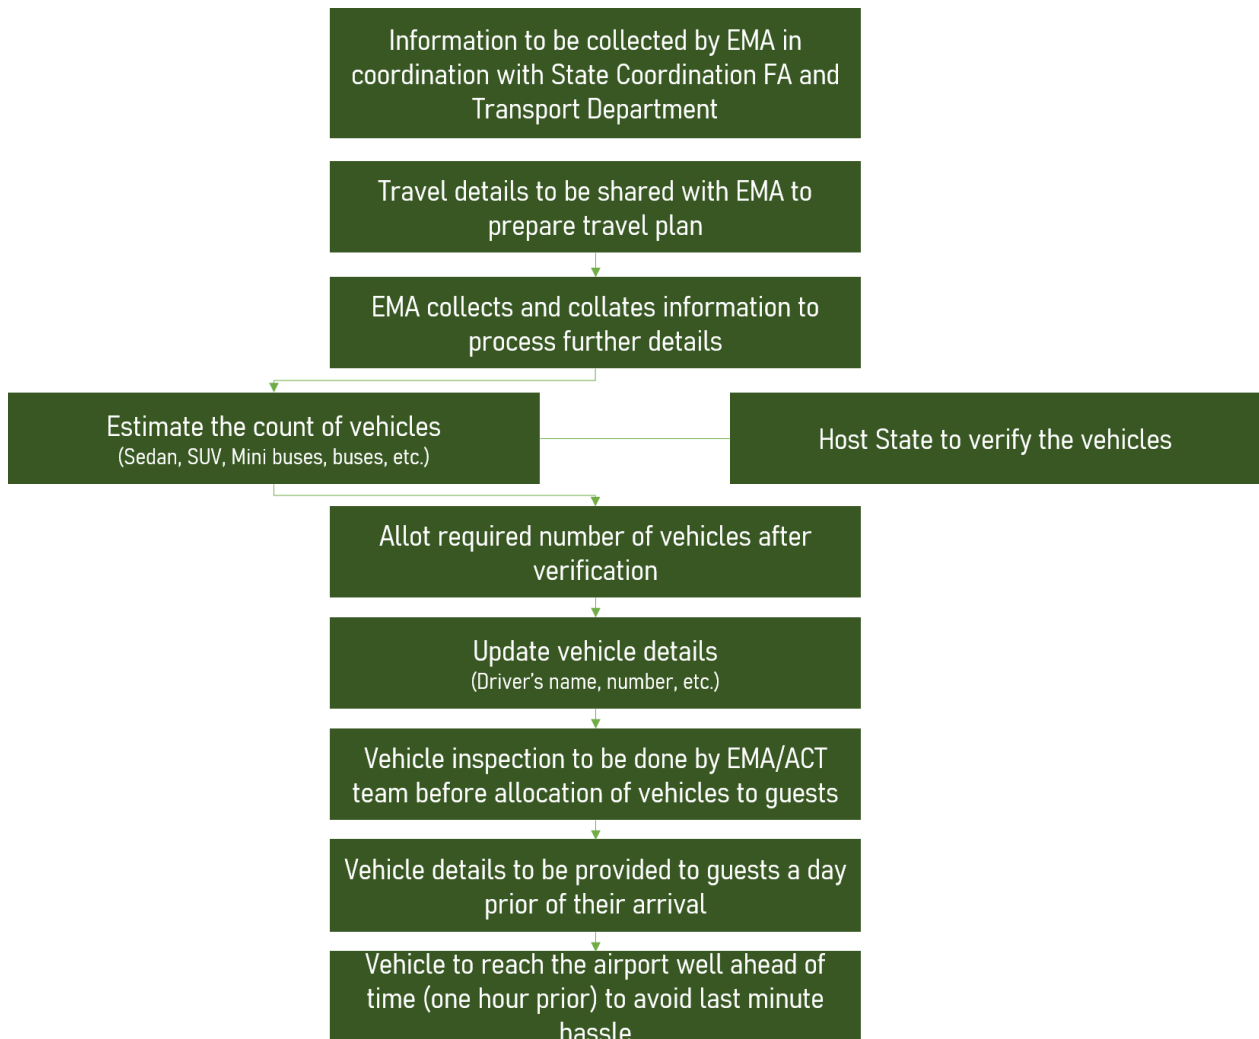 Information to be collected by EMA in
coordination with State Coordination FA and
Transport Department
Travel details to be shared with EMA to
prepare travel plan
EMA collects and collates information to
process further details
Estimate the count of vehicles
(Sedan, SUV, Mini buses, buses, etc.)
Host State to verify the vehicles
Allot required number of vehicles after
verification
Update vehicle details
(Driver's name, number, etc.)
Vehicle inspection to be done by EMA/ACT
team before allocation of vehicles to guests
Vehicle details to be provided to guests a day
prior of their arrival
Vehicle to reach the airport well ahead of
time (one hour prior) to avoid last minute
hassle